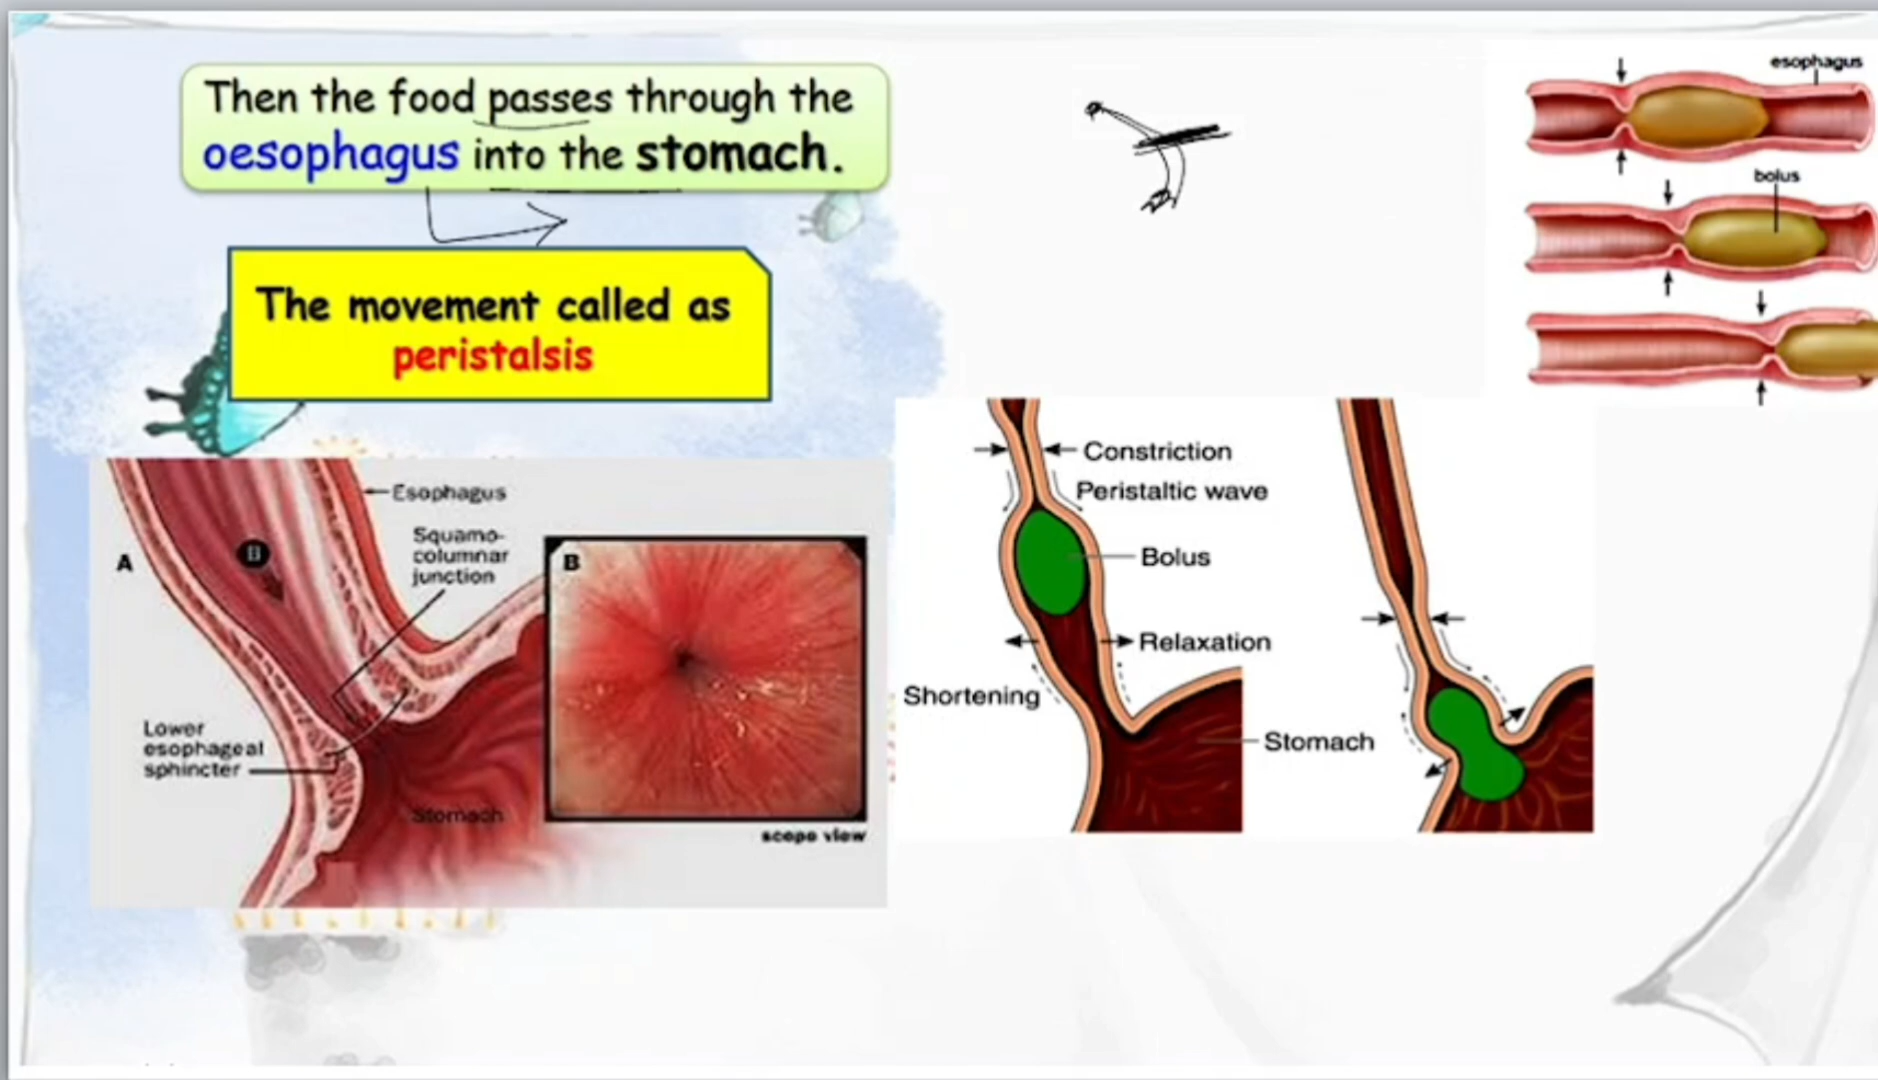 Then the food passes through the
oesophagus into the stomach.
The movement called as
peristalsis
esophagus
bolus
A
B
Esophagus
Squamo-
columnar
junction
Lower
esophageal
sphincter
Stomach
B
scope view
Constriction
Peristaltic wave
Bolus
Relaxation
Shortening
Stomach